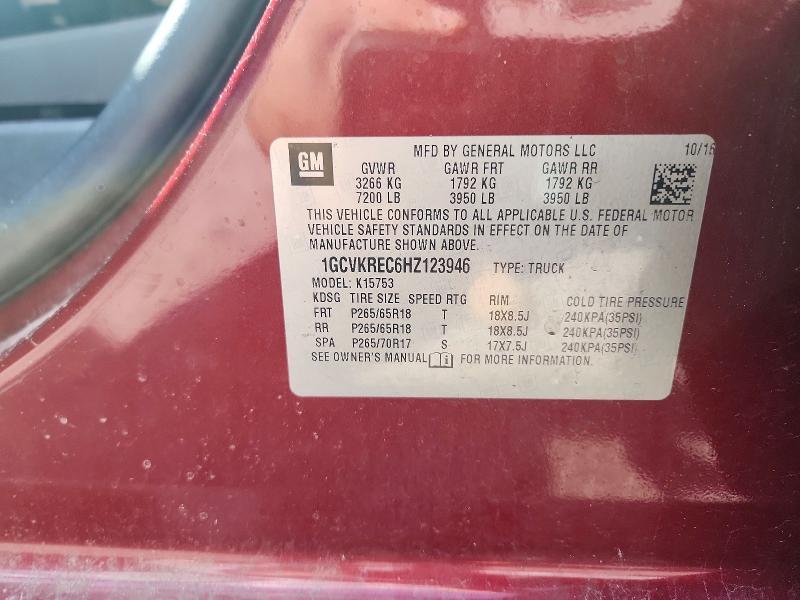 GM
MFD BY GENERAL MOTORS LLC 10/16
GVWR GAWR FRT GAWR RR
3266 KG 1792 KG 1792 KG
7200 LB 3950 LB 3950 LB
THIS VEHICLE CONFORMS TO ALL APPLICABLE U.S. FEDERAL MOTOR
VEHICLE SAFETY STANDARDS IN EFFECT ON THE DATE OF
MANUFACTURE SHOWN ABOVE.
1GCVKREC6HZ123946 TYPE: TRUCK
MODEL: K15753
KDSG TIRE SIZE SPEED RTG RIM COLD TIRE PRESSURE
FRT P265/65R18 T 18X8.5J 240KPA(35PSI)
RR P265/65R18 T 18X8.5J 240KPA(35PSI)
SPA P265/70R17 S 17X7.5J 240KPA(35PSI)
SEE OWNER'S MANUAL FOR MORE INFORMATION.